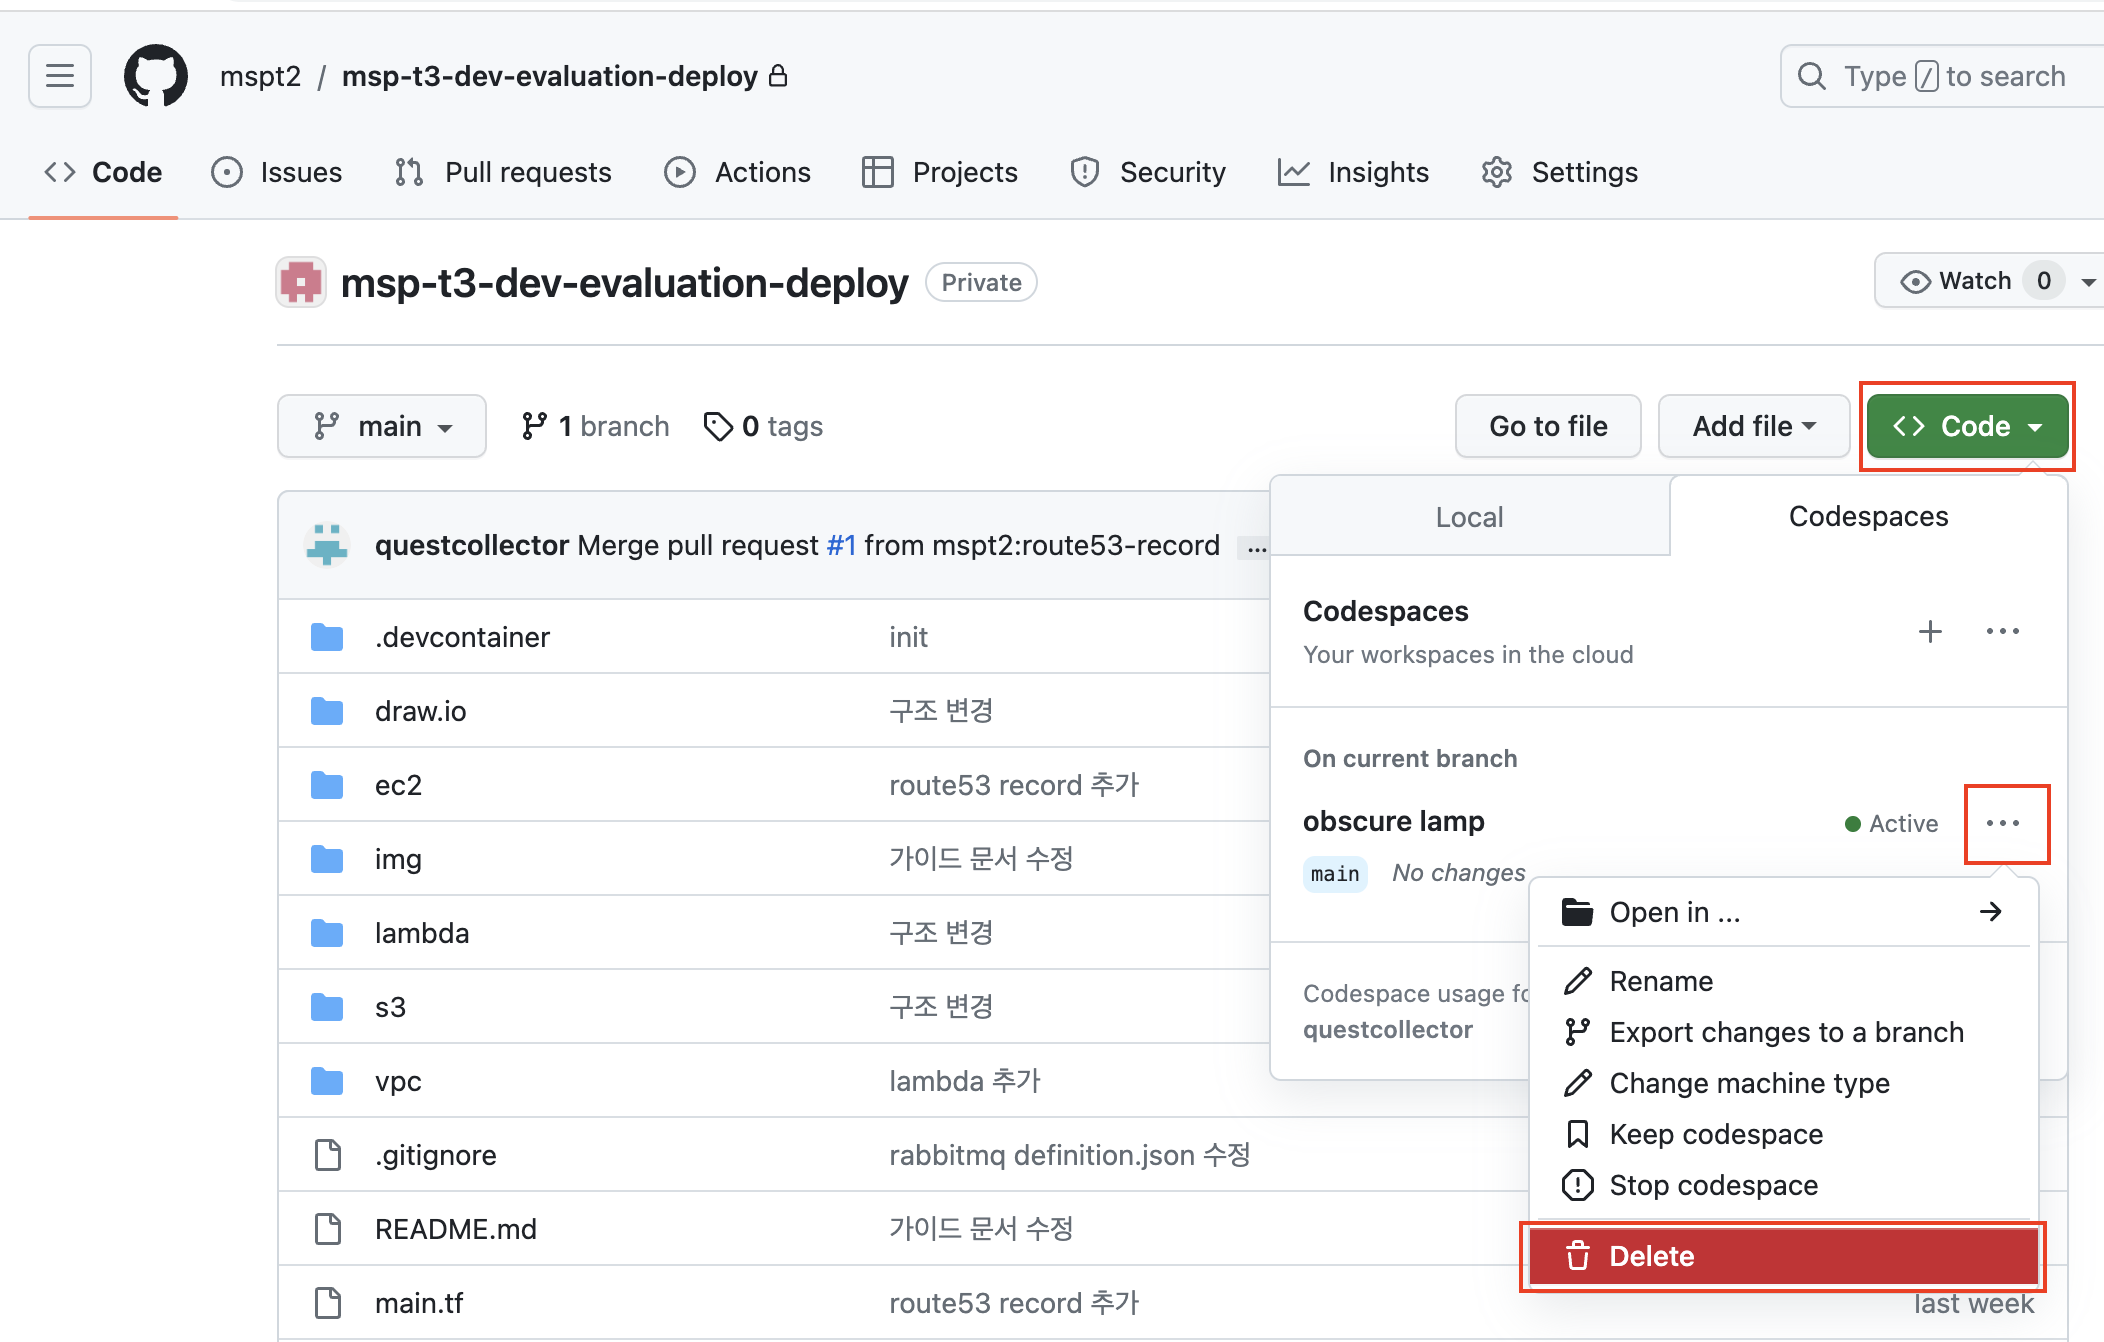 mspt2 / msp-t3-dev-evaluation-deploy
Type / to search
Code Issues Pull requests Actions Projects Security Insights Settings
msp-t3-dev-evaluation-deploy Private
Watch 0
main 1 branch 0 tags
Go to file Add file Code
Local Codespaces
questcollector Merge pull request #1 from mspt2:route53-record ...
Codespaces
Your workspaces in the cloud
.devcontainer init
draw.io 구조 변경
ec2 route53 record 추가
img 가이드 문서 수정
lambda 구조 변경
s3 구조 변경
vpc lambda 추가
.gitignore rabbitmq definition.json 수정
README.md 가이드 문서 수정
main.tf route53 record 추가
last week
On current branch
obscure lamp Active
main No changes
Codespace usage
questcollector
Open in ...
Rename
Export changes to a branch
Change machine type
Keep codespace
Stop codespace
Delete